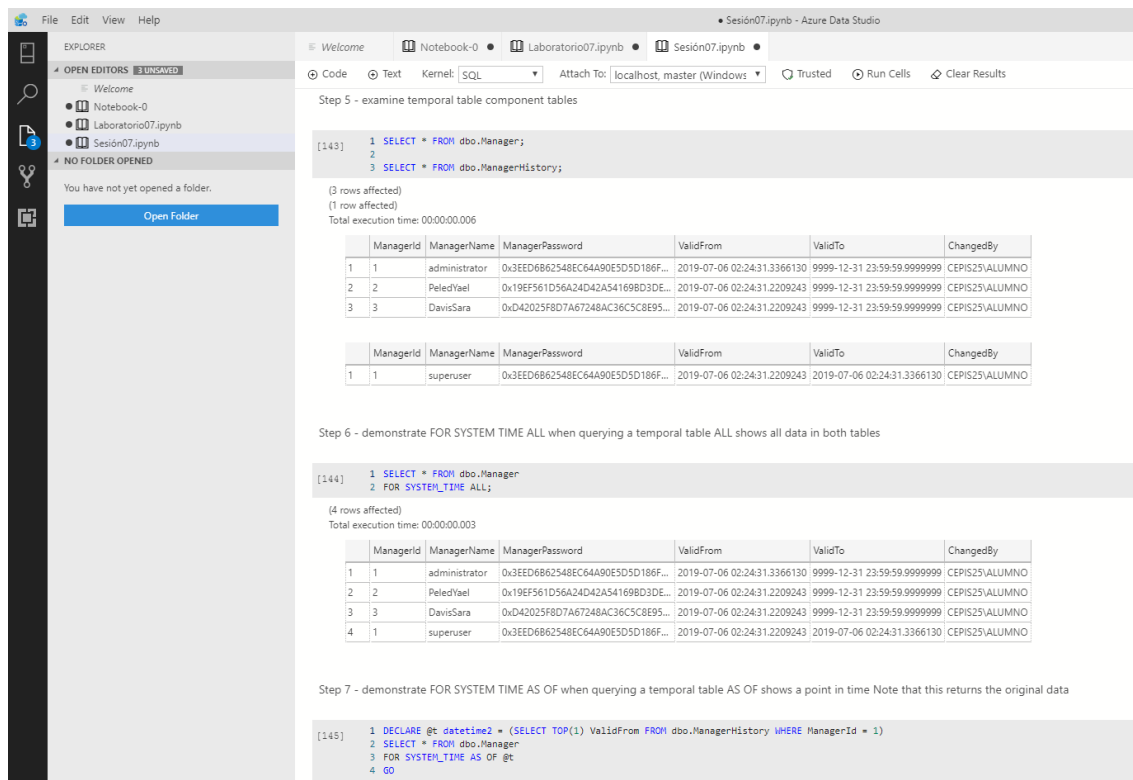 File Edit View Help
• Sesión07.ipynb - Azure Data Studio
EXPLORER
OPEN EDITORS 3 UNSAVED
Welcome
Notebook-0
Laboratorio07.ipynb
Sesión07.ipynb
NO FOLDER OPENED
You have not yet opened a folder.
Open Folder
3
Welcome Notebook-0 ● Laboratorio07.ipynb ● Sesión07.ipynb ●
Code Text Kernel: SQL Attach To: localhost, master (Windows Trusted Run Cells Clear Results
Step 5 - examine temporal table component tables
[143]
1 SELECT * FROM dbo.Manager;
2
3 SELECT * FROM dbo.ManagerHistory;
(3 rows affected)
(1 row affected)
Total execution time: 00:00:00.006
ManagerId ManagerName ManagerPassword ValidFrom ValidTo ChangedBy
1 1 administrator 0x3EED6B62548EC64A90E5D5D186F... 2019-07-06 02:24:31.3366130 9999-12-31 23:59:59.9999999 CEPIS25\ALUMNO
2 2 PeledYael 0x19EF561D56A24D42A54169BD3DE... 2019-07-06 02:24:31.2209243 9999-12-31 23:59:59.9999999 CEPIS25\ALUMNO
3 3 DavisSara 0xD42025F8D7A67248AC36C5C8E95... 2019-07-06 02:24:31.2209243 9999-12-31 23:59:59.9999999 CEPIS25\ALUMNO
ManagerId ManagerName ManagerPassword ValidFrom ValidTo ChangedBy
1 1 superuser 0x3EED6B62548EC64A90E5D5D186F... 2019-07-06 02:24:31.2209243 2019-07-06 02:24:31.3366130 CEPIS25\ALUMNO
Step 6 - demonstrate FOR SYSTEM TIME ALL when querying a temporal table ALL shows all data in both tables
[144]
1 SELECT * FROM dbo.Manager
2 FOR SYSTEM_TIME ALL;
(4 rows affected)
Total execution time: 00:00:00.003
ManagerId ManagerName ManagerPassword ValidFrom ValidTo ChangedBy
1 1 administrator 0x3EED6B62548EC64A90E5D5D186F... 2019-07-06 02:24:31.3366130 9999-12-31 23:59:59.9999999 CEPIS25\ALUMNO
2 2 PeledYael 0x19EF561D56A24D42A54169BD3DE... 2019-07-06 02:24:31.2209243 9999-12-31 23:59:59.9999999 CEPIS25\ALUMNO
3 3 DavisSara 0xD42025F8D7A67248AC36C5C8E95... 2019-07-06 02:24:31.2209243 9999-12-31 23:59:59.9999999 CEPIS25\ALUMNO
4 1 superuser 0x3EED6B62548EC64A90E5D5D186F... 2019-07-06 02:24:31.2209243 2019-07-06 02:24:31.3366130 CEPIS25\ALUMNO
Step 7 - demonstrate FOR SYSTEM TIME AS OF when querying a temporal table AS OF shows a point in time Note that this returns the original data
[145]
1 DECLARE @t datetime2 = (SELECT TOP(1) ValidFrom FROM dbo.ManagerHistory WHERE ManagerId = 1)
2 SELECT * FROM dbo.Manager
3 FOR SYSTEM_TIME AS OF @t
4 GO